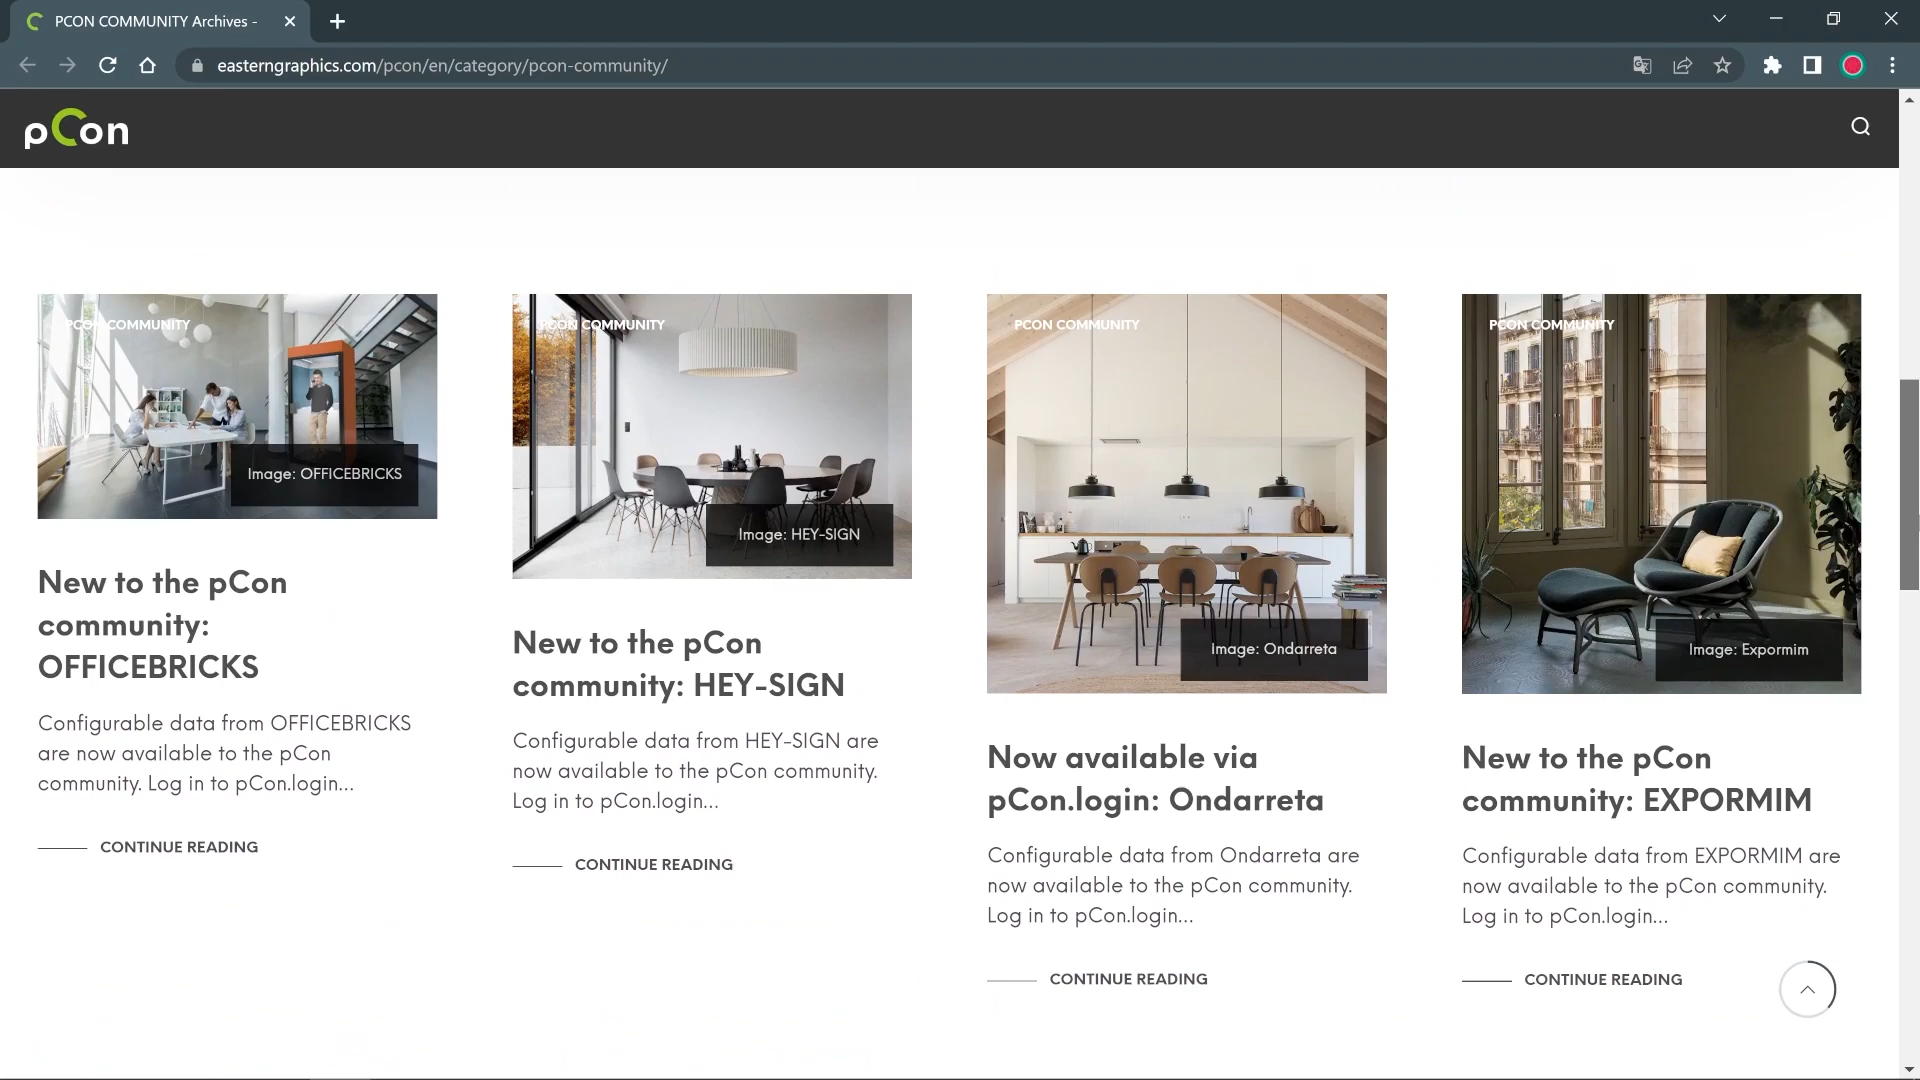 PCON COMMUNITY Archives -
easterngraphics.com/pcon/en/category/pcon-community/
pCon
PCON COMMUNITY
Image: OFFICEBRICKS
New to the pCon
community:
OFFICEBRICKS
Configurable data from OFFICEBRICKS
are now available to the pCon
community. Log in to pCon.login...
CONTINUE READING
PCON COMMUNITY
Image: HEY-SIGN
New to the pCon
community: HEY-SIGN
Configurable data from HEY-SIGN are
now available to the pCon community.
Log in to pCon.login...
CONTINUE READING
PCON COMMUNITY
Image: Ondarreta
Now available via
pCon.login: Ondarreta
Configurable data from Ondarreta are
now available to the pCon community.
Log in to pCon.login...
CONTINUE READING
PCON COMMUNITY
Image: Expormim
New to the pCon
community: EXPORMIM
Configurable data from EXPORMIM are
now available to the pCon community.
Log in to pCon.login...
CONTINUE READING